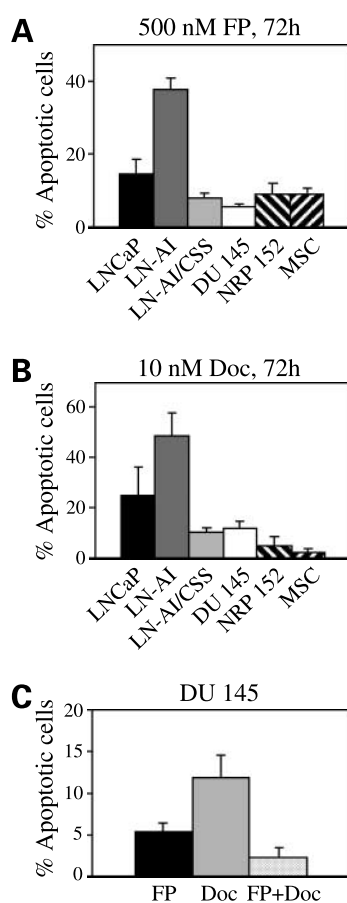 A
500 nM FP, 72h
% Apoptotic cells
40
20
0
LNCaP
LN-AI
LN-AI/CSS
DU 145
NRP 152
MSC
B
10 nM Doc, 72h
% Apoptotic cells
60
40
20
0
LNCaP
LN-AI
LN-AI/CSS
DU 145
NRP 152
MSC
C
DU 145
% Apoptotic cells
20
15
10
5
0
FP Doc FP+Doc